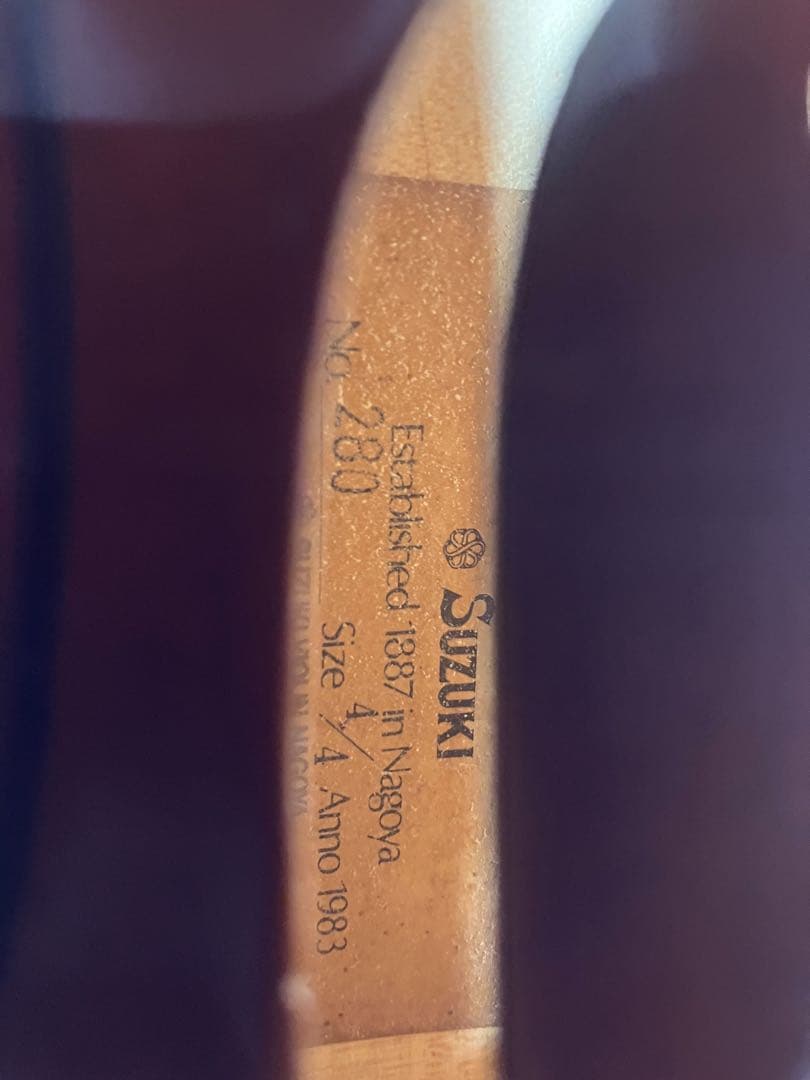 SUZUKI
Established 1887 in Nagoya
No. 280
Size 4/4 Anno 1983